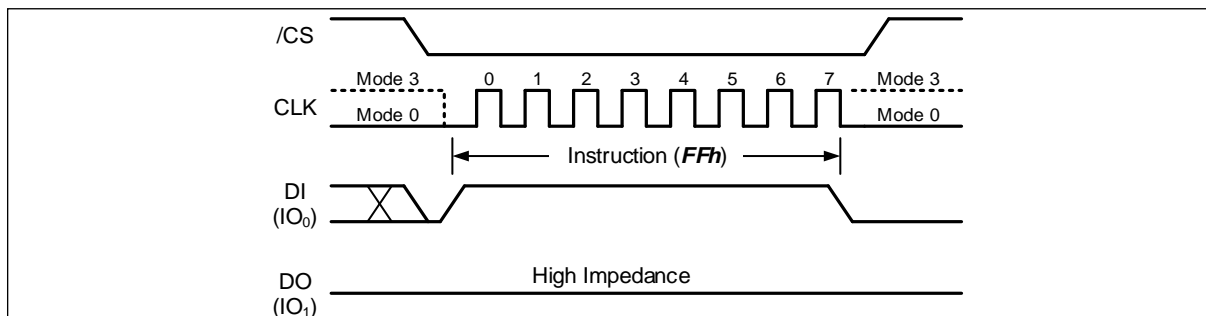 /CS
Mode 3 0 1 2 3 4 5 6 7 Mode 3
CLK
Mode 0 Mode 0
Instruction (FFh)
DI
(IO0)
High Impedance
DO
(IO1)